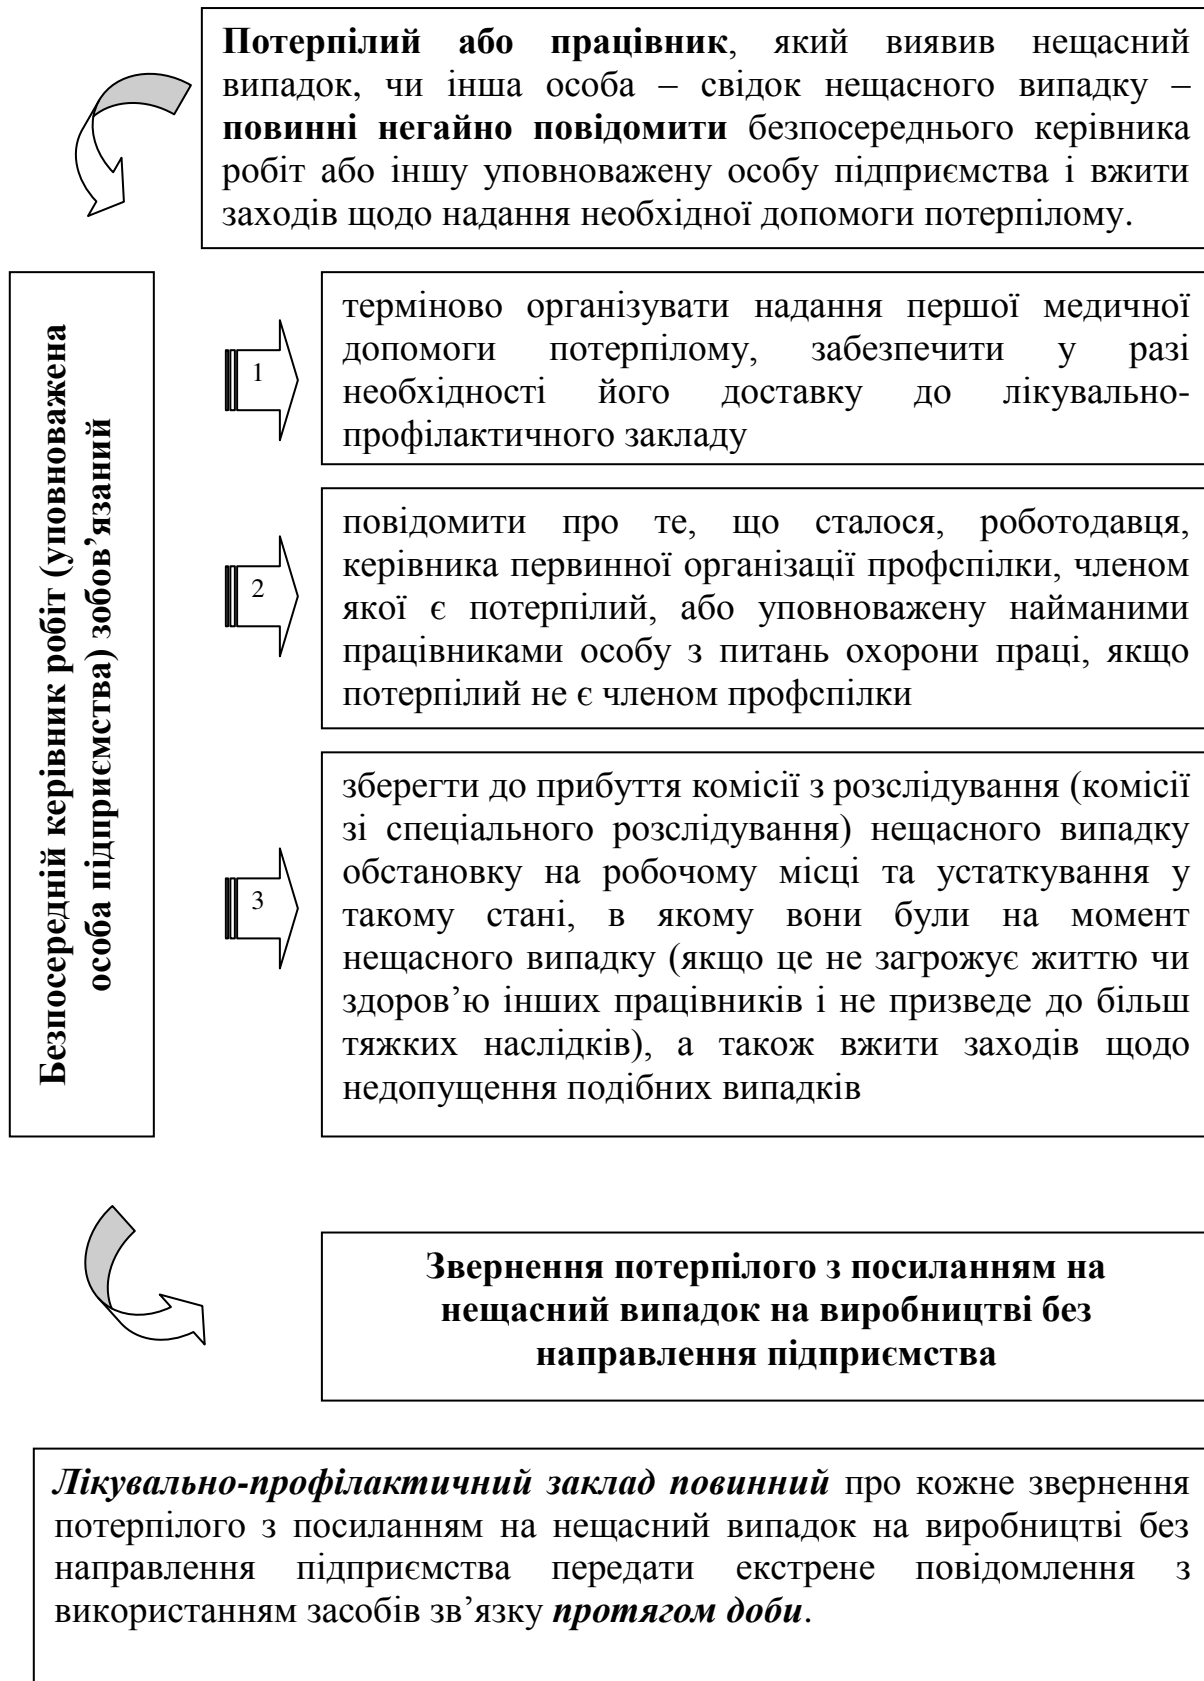 Потерпілий або працівник, який виявив нещасний
випадок, чи інша особа – свідок нещасного випадку –
повинні негайно повідомити безпосереднього керівника
робіт або іншу уповноважену особу підприємства і вжити
заходів щодо надання необхідної допомоги потерпілому.
Безпосередній керівник робіт (уповноважена
особа підприємства) зобов’язаний
1
терміново організувати надання першої медичної
допомоги потерпілому, забезпечити у разі
необхідності його доставку до лікувально-
профілактичного закладу
2
повідомити про те, що сталося, роботодавця,
керівника первинної організації профспілки, членом
якої є потерпілий, або уповноважену найманими
працівниками особу з питань охорони праці, якщо
потерпілий не є членом профспілки
3
зберегти до прибуття комісії з розслідування (комісії
зі спеціального розслідування) нещасного випадку
обстановку на робочому місці та устаткування у
такому стані, в якому вони були на момент
нещасного випадку (якщо це не загрожує життю чи
здоров’ю інших працівників і не призведе до більш
тяжких наслідків), а також вжити заходів щодо
недопущення подібних випадків
Звернення потерпілого з посиланням на
нещасний випадок на виробництві без
направлення підприємства
Лікувально-профілактичний заклад повинний про кожне звернення
потерпілого з посиланням на нещасний випадок на виробництві без
направлення підприємства передати екстрене повідомлення з
використанням засобів зв’язку протягом доби.